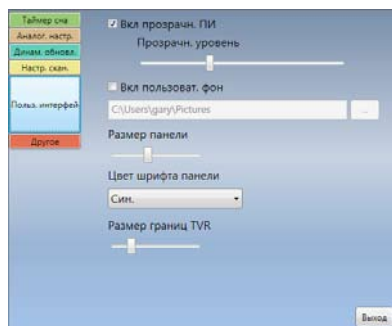 Таймер сна
Аналог. настр.
Динам. обновл.
Настр. скан.
Польз. интерфей
Другое
Вкл прозрачн. ПИ
Прозрачн. уровень
Вкл пользоват. фон
C:\Users\gary\Pictures
...
Размер панели
Цвет шрифта панели
Син.
Размер границ TVR
Выход